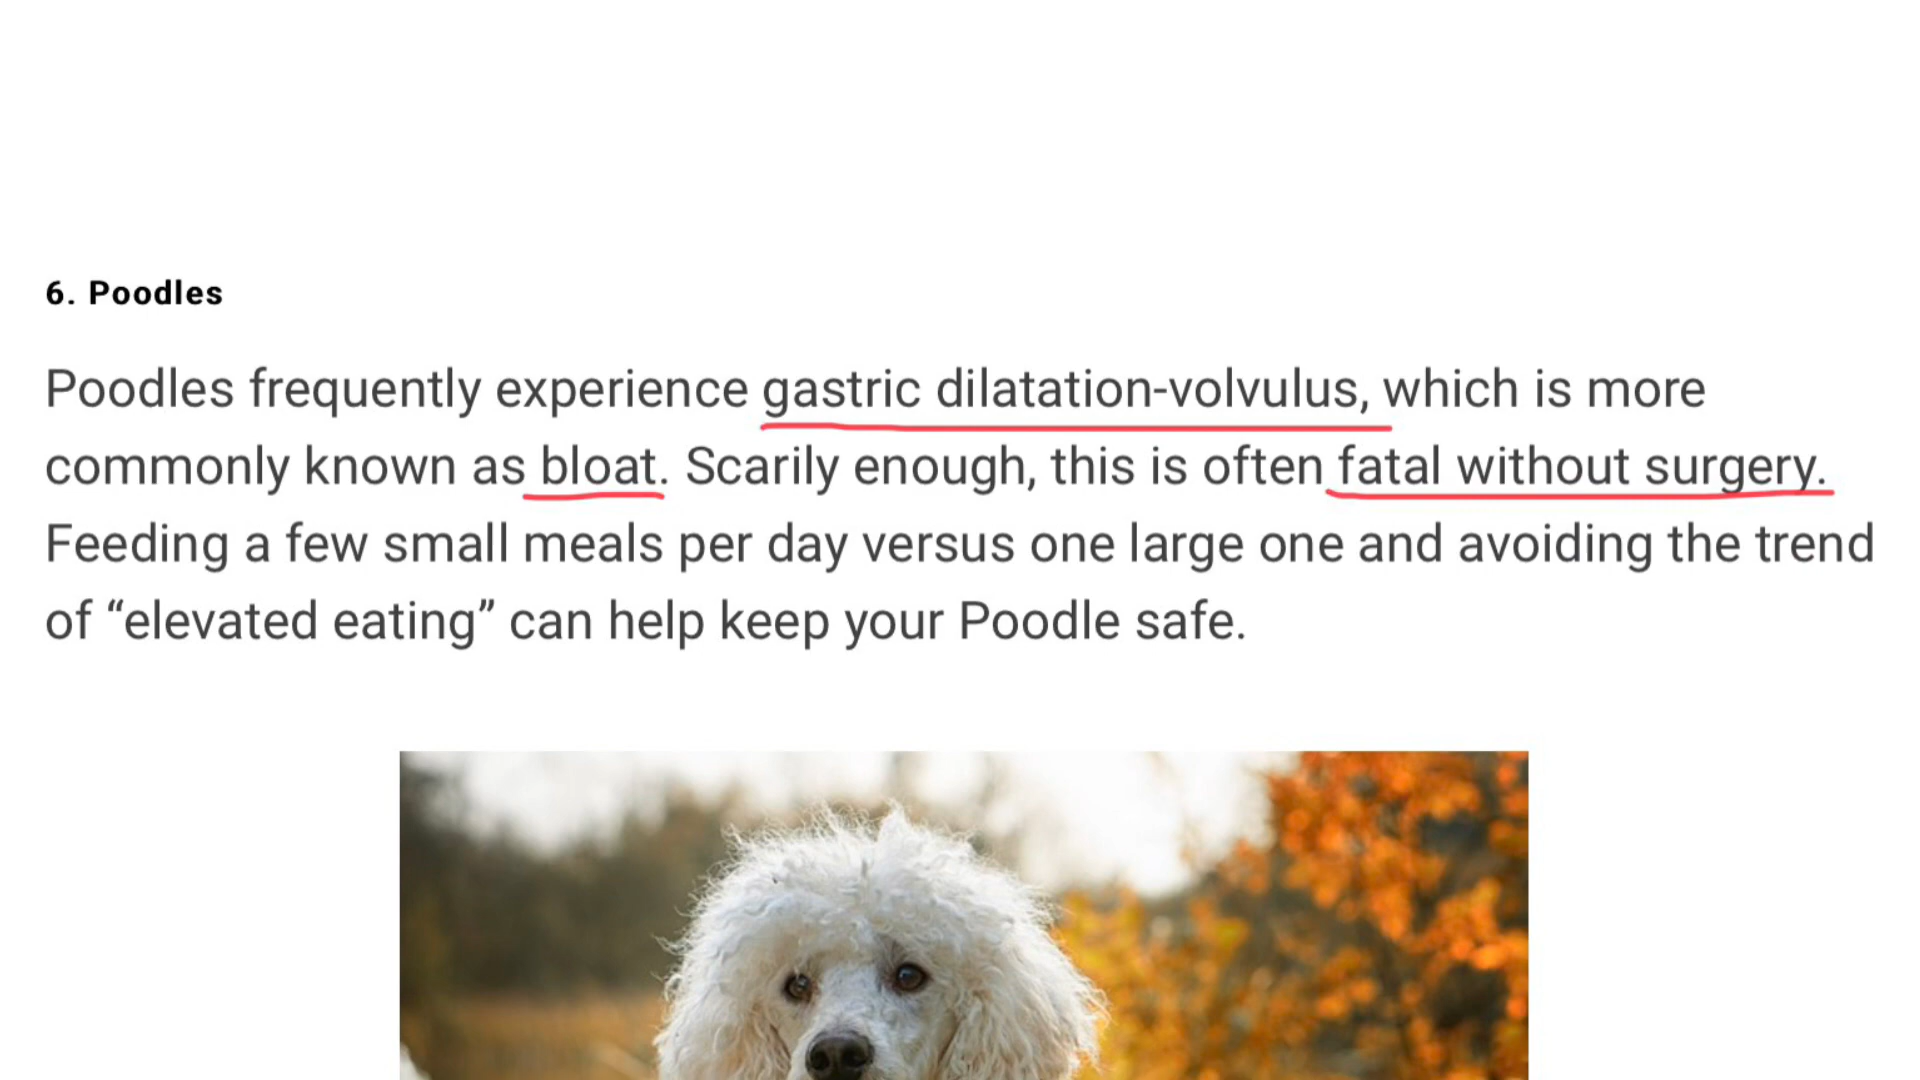 6. Poodles
Poodles frequently experience gastric dilatation-volvulus, which is more
commonly known as bloat. Scarily enough, this is often fatal without surgery.
Feeding a few small meals per day versus one large one and avoiding the trend
of “elevated eating” can help keep your Poodle safe.